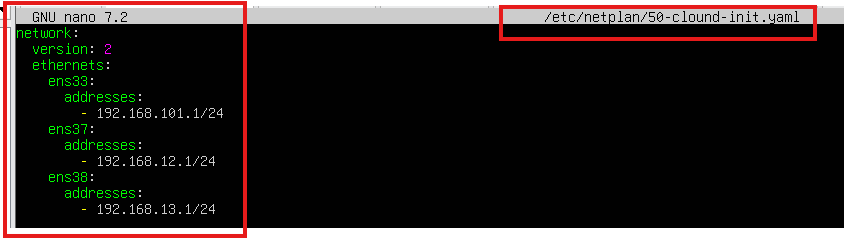 GNU nano 7.2 /etc/netplan/50-clound-init.yaml
network:
  version: 2
  ethernets:
    ens33:
      addresses:
        - 192.168.101.1/24
    ens37:
      addresses:
        - 192.168.12.1/24
    ens38:
      addresses:
        - 192.168.13.1/24